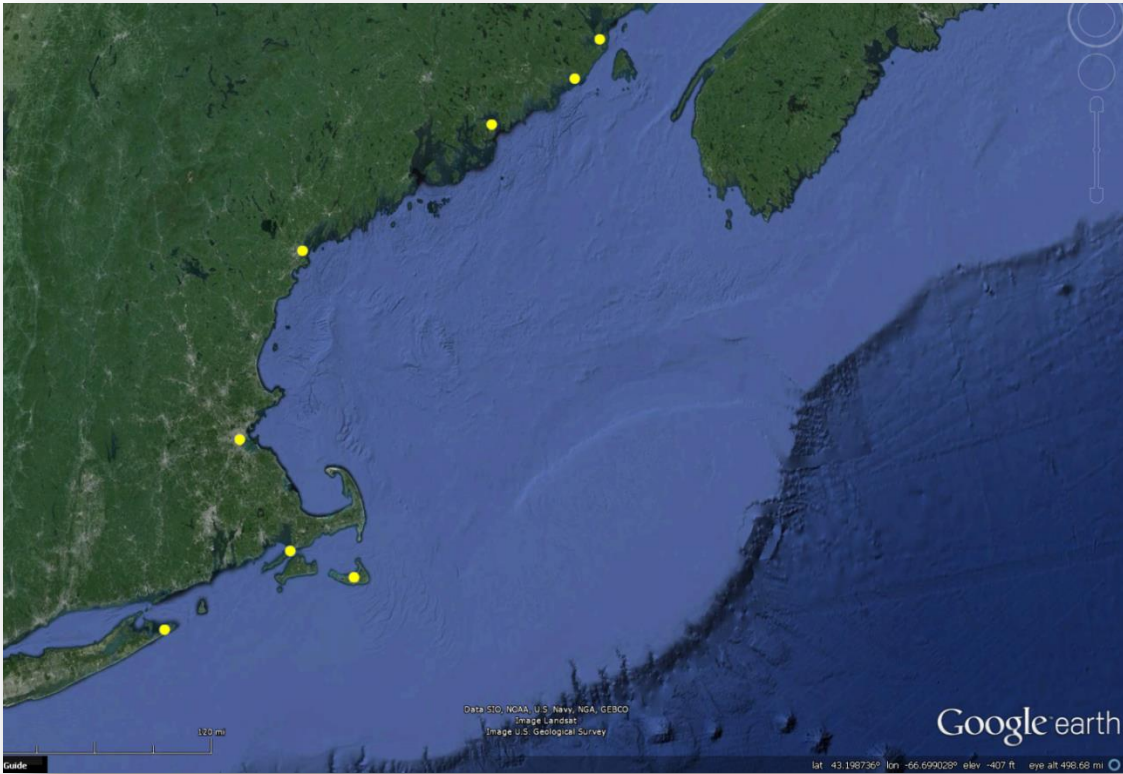 120 mi
Data SIO, NOAA, U.S. Navy, NGA, GEBCO
Image Landsat
Image U.S. Geological Survey
Google earth
Guide
lat 43.198736° lon -66.699028° elev -407 ft eye alt 498.68 mi